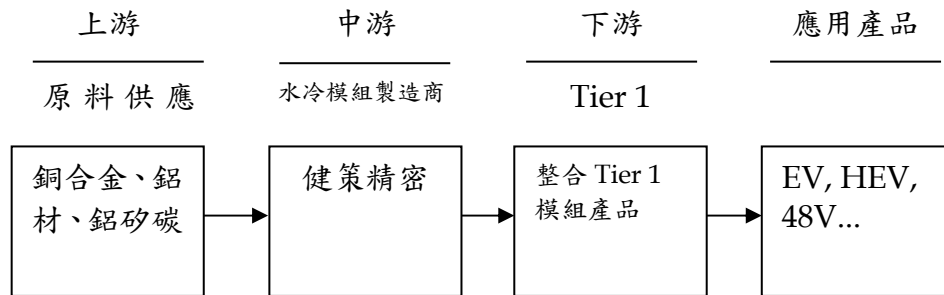 上游
中游
下游
應用產品
原料供應
水冷模組製造商
Tier 1
銅合金、鋁
材、鋁矽碳
健策精密
整合 Tier 1
模組產品
EV, HEV,
48V...